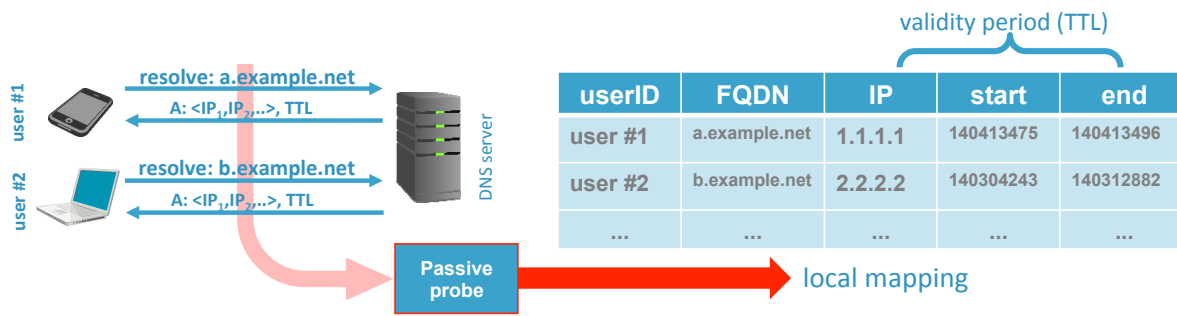 validity period (TTL)
user #1
resolve: a.example.net
A: <IP₁,IP₂,..>, TTL
user #2
resolve: b.example.net
A: <IP₁,IP₂,..>, TTL
DNS server
Passive
probe
local mapping
userID FQDN IP start end
user #1 a.example.net 1.1.1.1 140413475 140413496
user #2 b.example.net 2.2.2.2 140304243 140312882
... ... ... ... ...